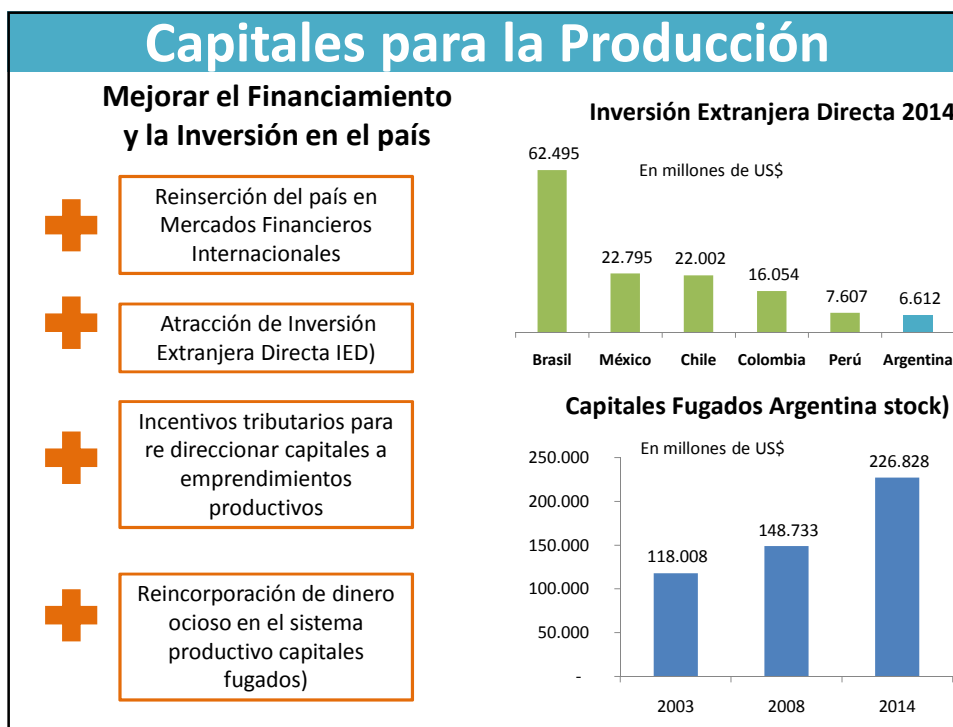 Capitales para la Producción
Mejorar el Financiamiento
y la Inversión en el país
Reinserción del país en
Mercados Financieros
Internacionales
Atracción de Inversión
Extranjera Directa IED)
Incentivos tributarios para
re direccionar capitales a
emprendimientos
productivos
Reincorporación de dinero
ocioso en el sistema
productivo capitales
fugados)
Inversión Extranjera Directa 2014
En millones de US$
62.495
22.795
22.002
16.054
7.607
6.612
Brasil México Chile Colombia Perú Argentina
Capitales Fugados Argentina stock)
En millones de US$
250.000
200.000
150.000
100.000
50.000
-
118.008
148.733
226.828
2003 2008 2014